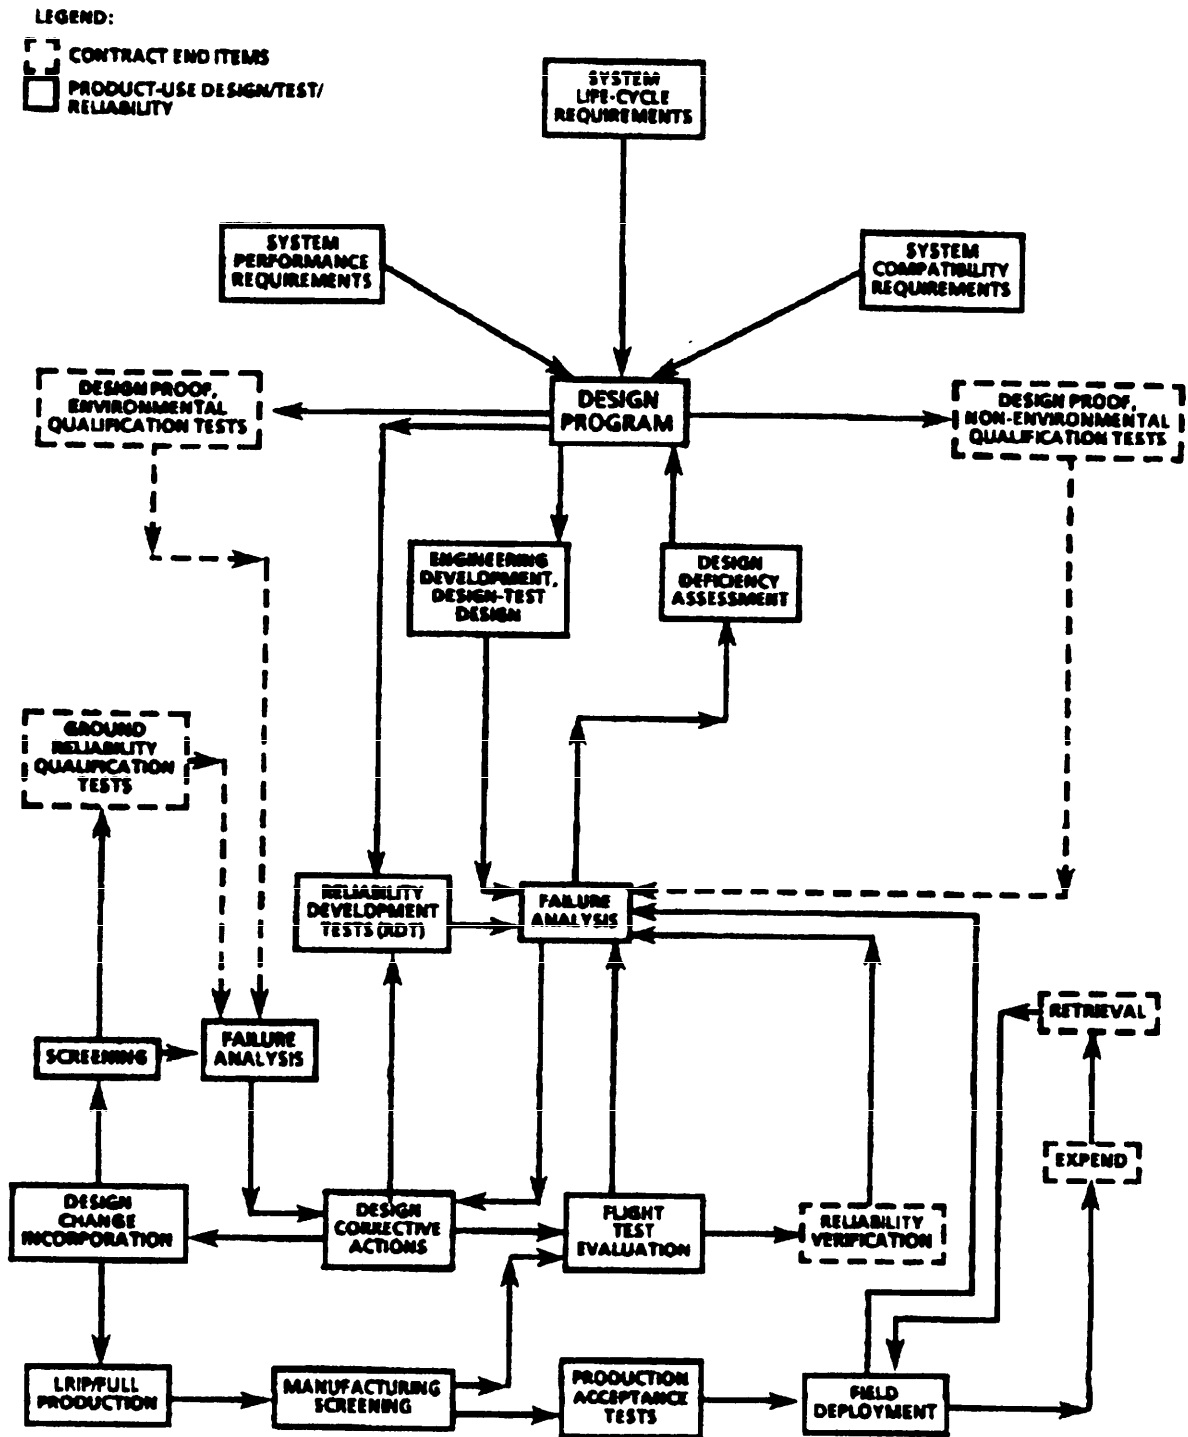 LEGEND:
CONTRACT END ITEMS
PRODUCT-USE DESIGN/TEST/
RELIABILITY
SYSTEM
LIFE-CYCLE
REQUIREMENTS
SYSTEM
PERFORMANCE
REQUIREMENTS
SYSTEM
COMPATIBILITY
REQUIREMENTS
DESIGN PROOF,
ENVIRONMENTAL
QUALIFICATION TESTS
DESIGN
PROGRAM
DESIGN PROOF,
NON-ENVIRONMENTAL
QUALIFICATION TESTS
ENGINEERING
DEVELOPMENT,
DESIGN-TEST
DESIGN
DESIGN
DEFICIENCY
ASSESSMENT
GROUND
RELIABILITY
QUALIFICATION
TESTS
RELIABILITY
DEVELOPMENT
TESTS (RDT)
FAILURE
ANALYSIS
RETRIEVAL
SCREENING
FAILURE
ANALYSIS
EXPEND
DESIGN
CHANGE
INCORPORATION
DESIGN
CORRECTIVE
ACTIONS
FLIGHT
TEST
EVALUATION
RELIABILITY
VERIFICATION
LRIP/FULL
PRODUCTION
MANUFACTURING
SCREENING
PRODUCTION
ACCEPTANCE
TESTS
FIELD
DEPLOYMENT